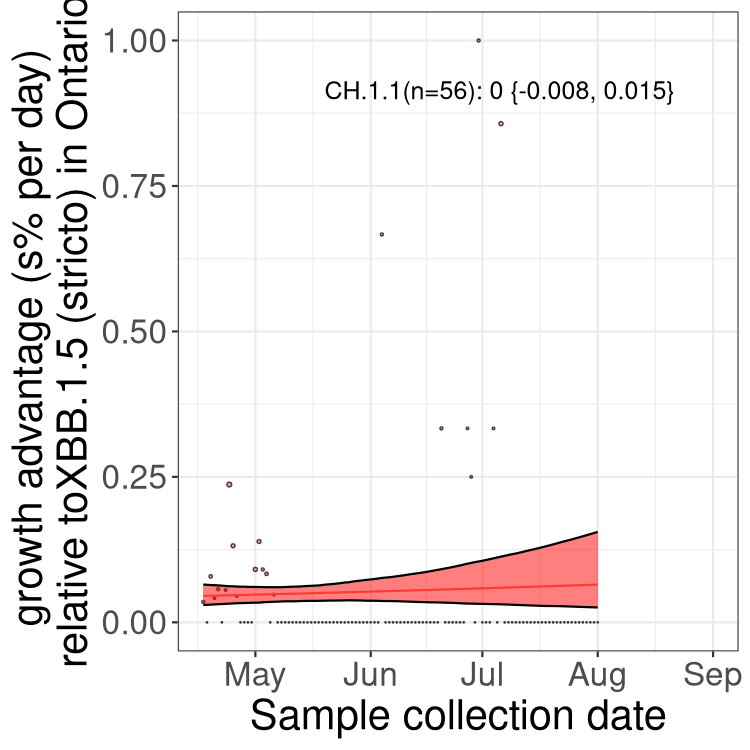 growth advantage (s% per day)
relative toXBB.1.5 (stricto) in Ontario
1.00
0.75
0.50
0.25
0.00
CH.1.1(n=56): 0 {-0.008, 0.015}
May
Jun
Jul
Aug
Sep
Sample collection date